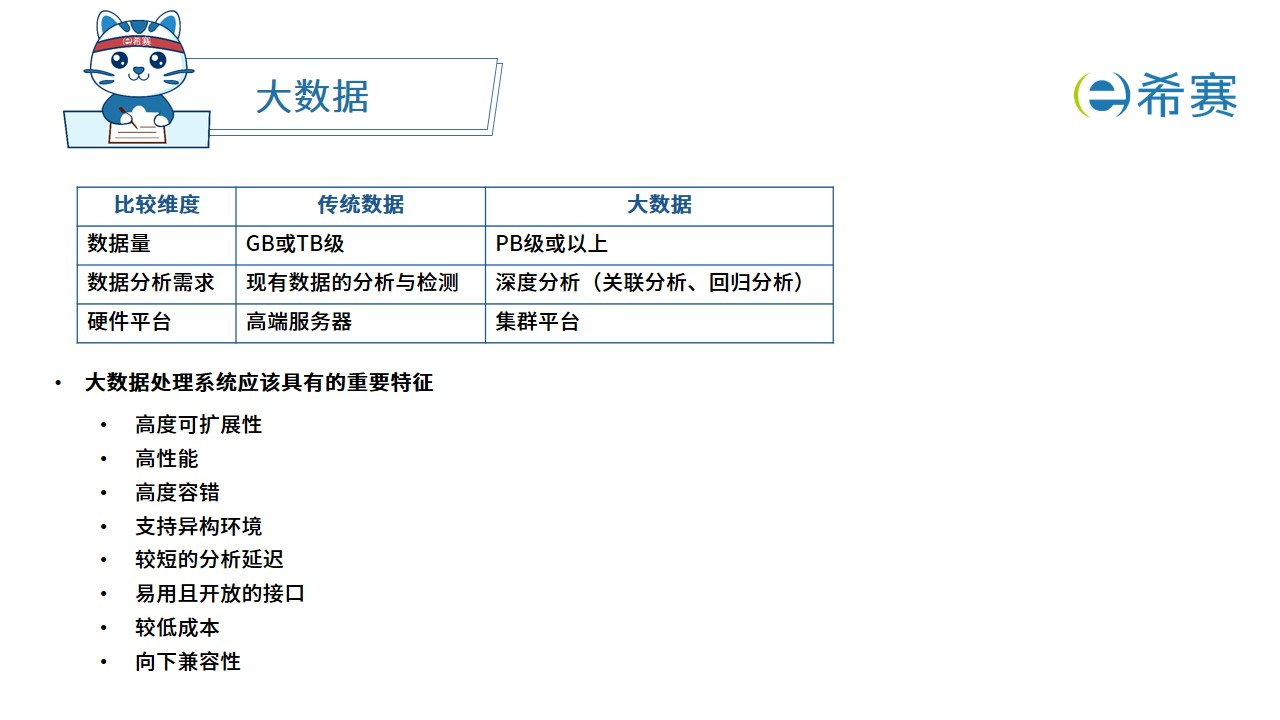 希赛
大数据
希赛
比较维度 传统数据 大数据
数据量 GB或TB级 PB级或以上
数据分析需求 现有数据的分析与检测 深度分析（关联分析、回归分析）
硬件平台 高端服务器 集群平台
• 大数据处理系统应该具有的重要特征
• 高度可扩展性
• 高性能
• 高度容错
• 支持异构环境
• 较短的分析延迟
• 易用且开放的接口
• 较低成本
• 向下兼容性